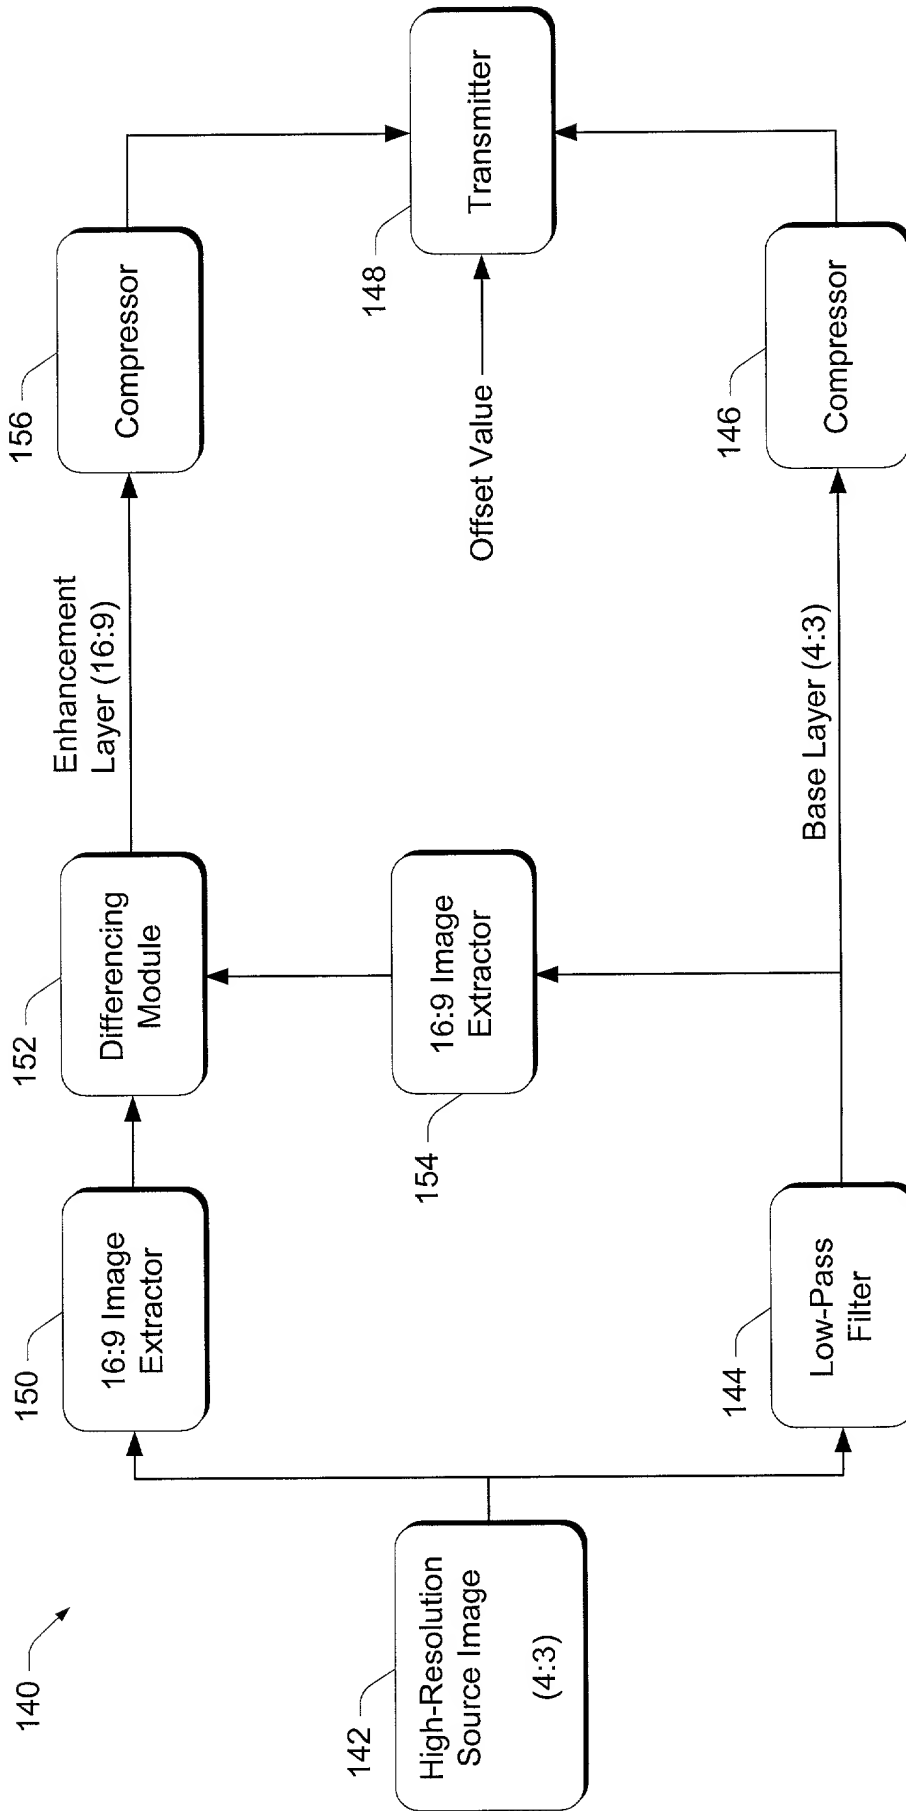 140
142
High-Resolution
Source Image
(4:3)
150
16:9 Image
Extractor
144
Low-Pass
Filter
152
Differencing
Module
154
16:9 Image
Extractor
Enhancement
Layer (16:9)
Base Layer (4:3)
156
Compressor
Offset Value
148
Transmitter
146
Compressor